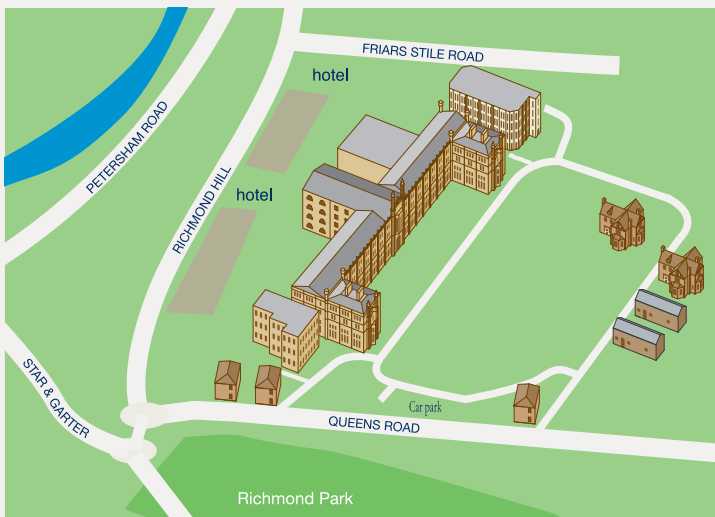 FRIARS STILE ROAD
hotel
PETERSHAM ROAD
RICHMOND HILL
hotel
STAR & GARTER
Car park
QUEENS ROAD
Richmond Park